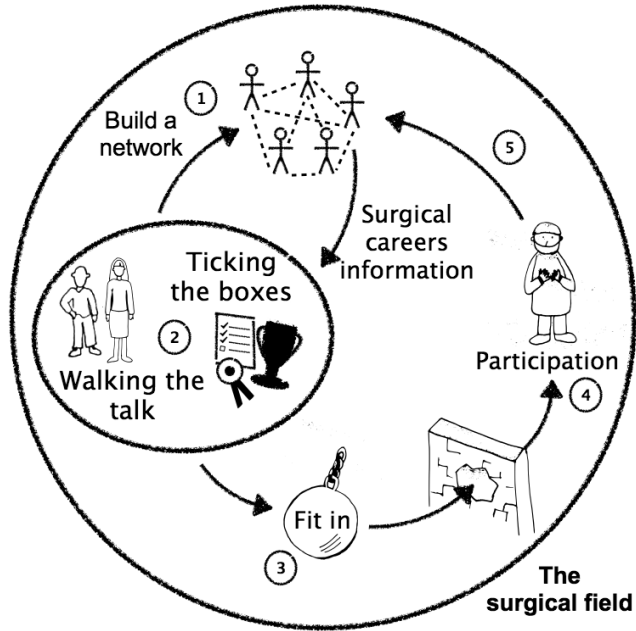 1
Build a
network
5
Surgical
careers
information
Ticking
the boxes
2
Walking the
talk
Participation
4
Fit in
3
The
surgical field